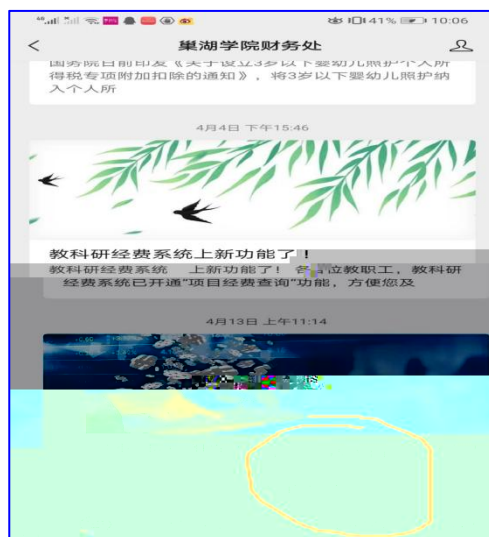 41% 10:06
巢湖学院财务处
国务院日前印发《关于设立3岁以下婴幼儿照护个人所
得税专项附加扣除的通知》，将3岁以下婴幼儿照护纳
入个人所
4月4日 下午15:46
教科研经费系统上新功能了！
教科研经费系统 上新功能了！各位教职工，教科研
经费系统已开通“项目经费查询”功能，方便您及
4月13日 上午11:14